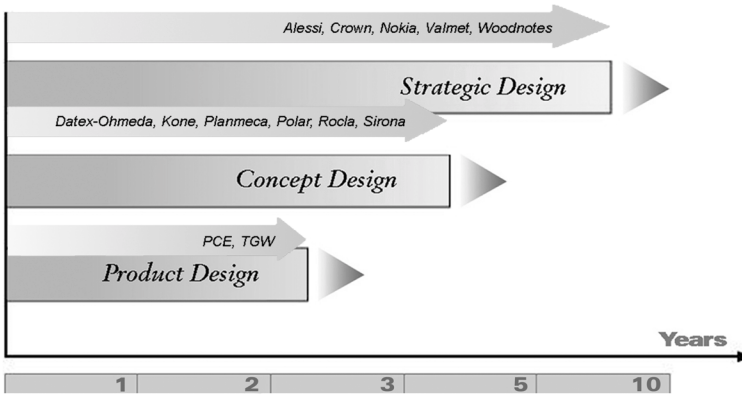 Alessi, Crown, Nokia, Valmet, Woodnotes
Strategic Design
Datex-Ohmeda, Kone, Planmeca, Polar, Rocla, Sirona
Concept Design
PCE, TGW
Product Design
Years
1 2 3 5 10